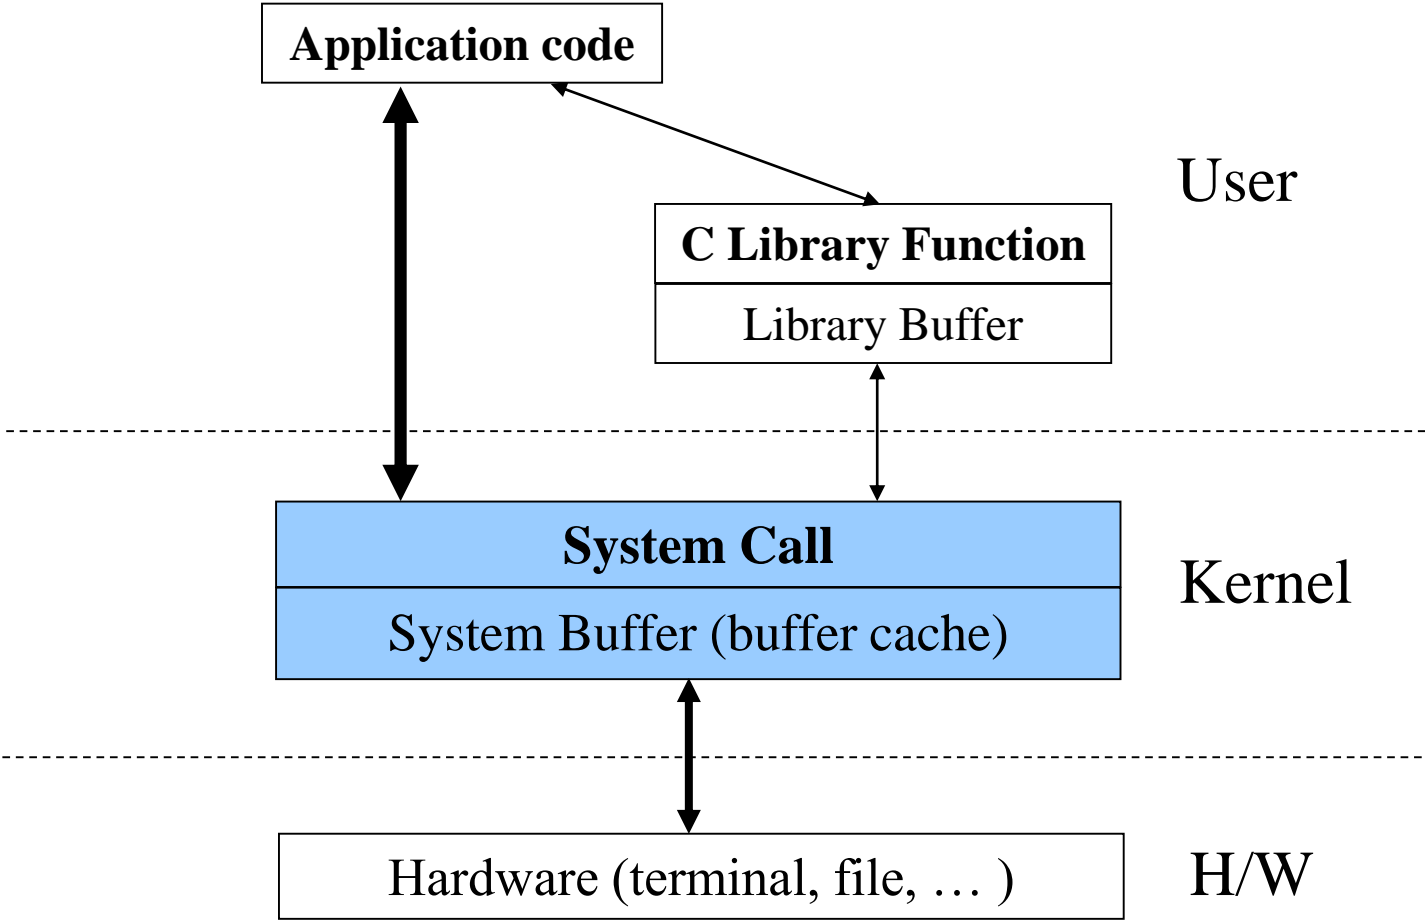 Application code
User
C Library Function
Library Buffer
System Call
Kernel
System Buffer (buffer cache)
Hardware (terminal, file, … )
H/W